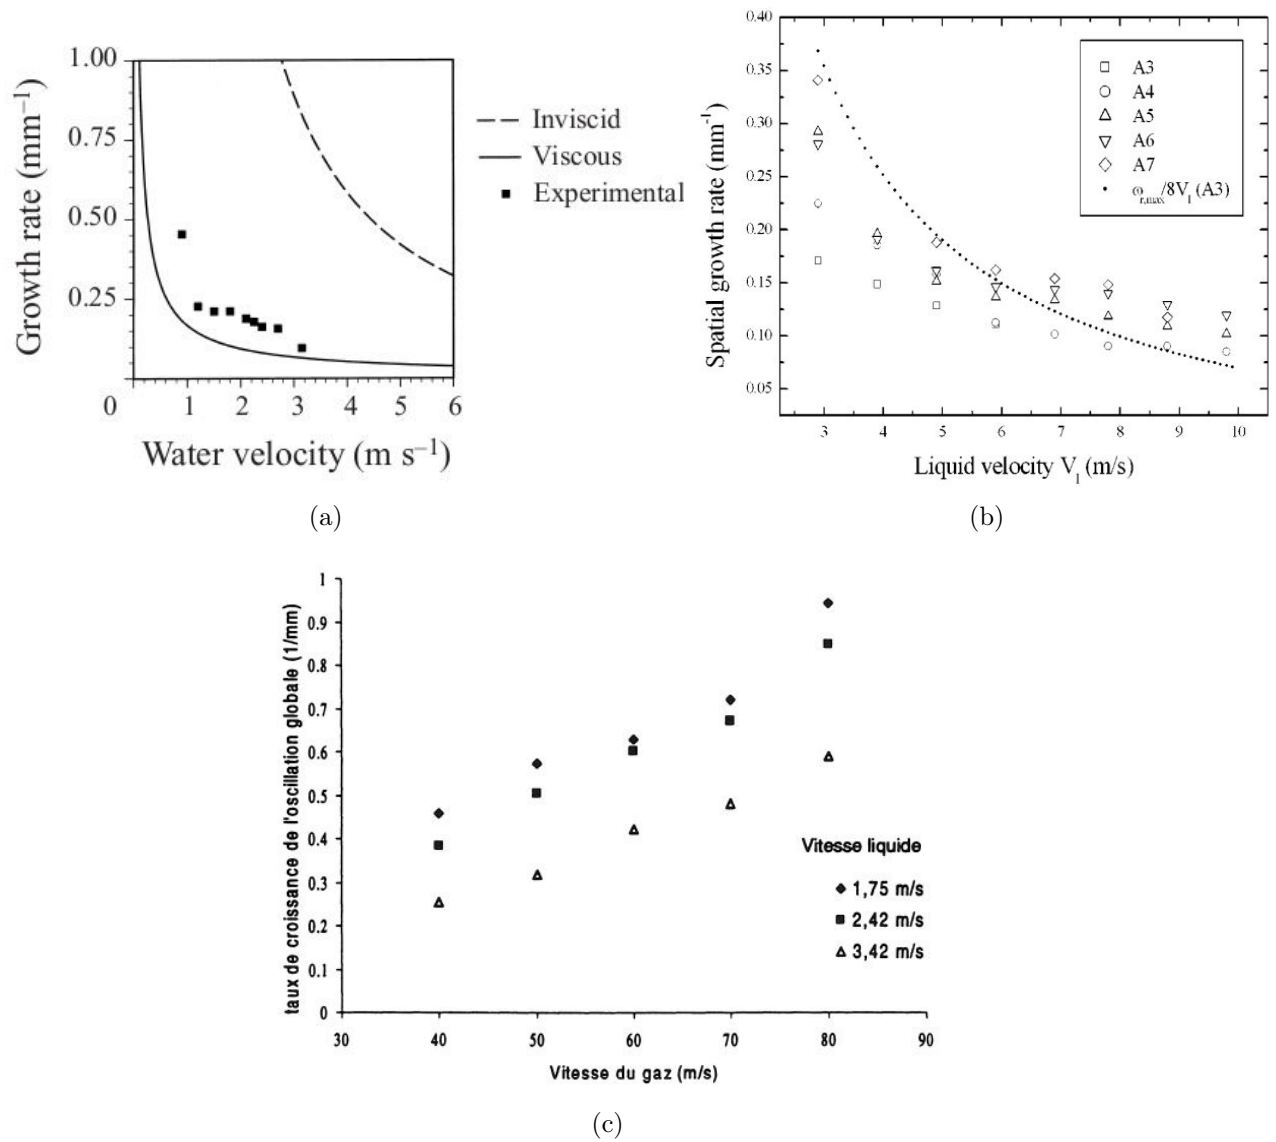 1.00
0.75
0.50
0.25
Growth rate (mm⁻¹)
0 1 2 3 4 5 6
Water velocity (m s⁻¹)
Inviscid
Viscous
Experimental
(a)
0.40
0.35
0.30
0.25
0.20
0.15
0.10
0.05
Spatial growth rate (mm⁻¹)
3 4 5 6 7 8 9 10
Liquid velocity V_l (m/s)
A3
A4
A5
A6
A7
ω_r,max/8V_l (A3)
(b)
1
0.9
0.8
0.7
0.6
0.5
0.4
0.3
0.2
0.1
0
taux de croissance de l'oscillation globale (1/mm)
30 40 50 60 70 80 90
Vitesse du gaz (m/s)
Vitesse liquide
1,75 m/s
2,42 m/s
3,42 m/s
(c)